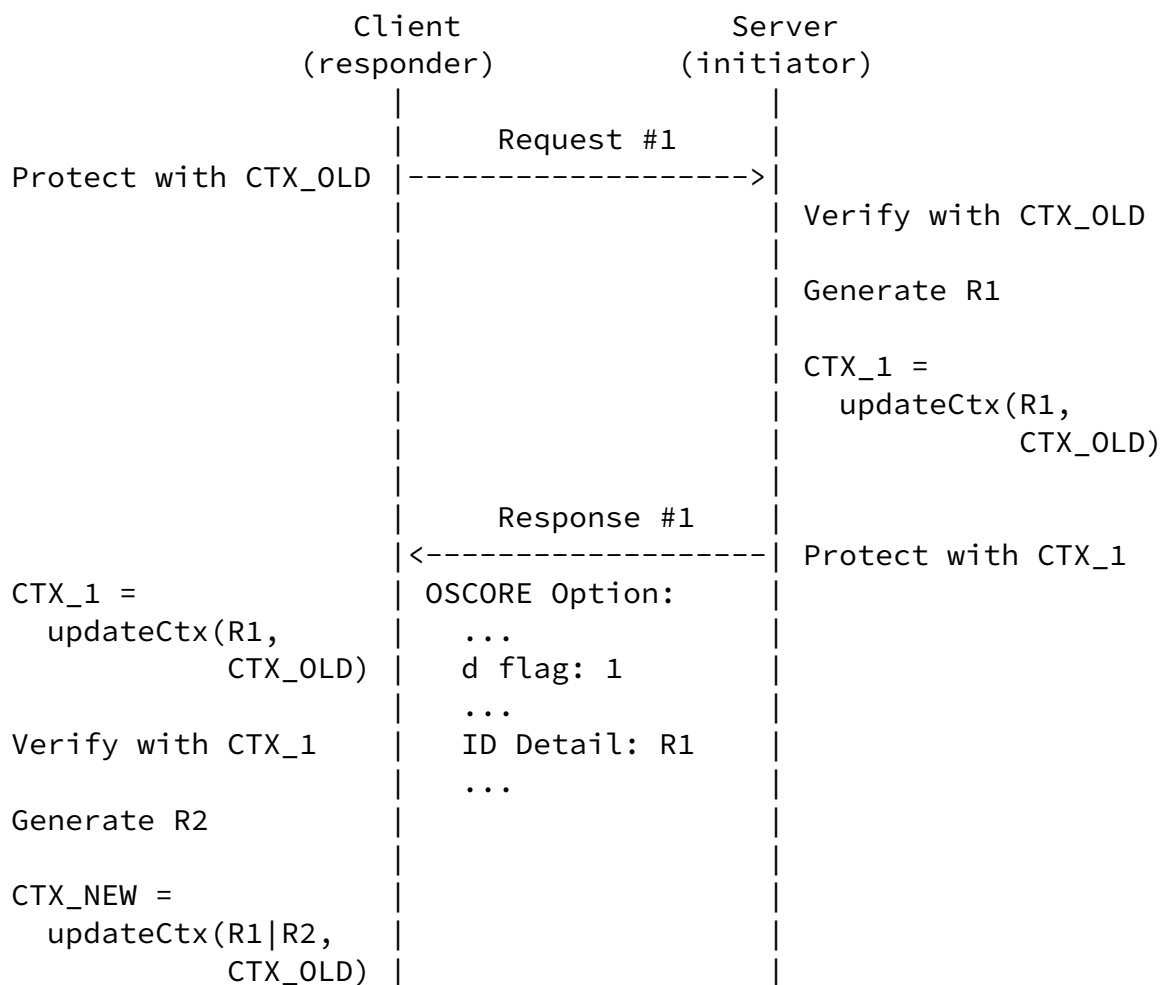 Client               Server
                (responder)          (initiator)
                     |                    |
                     |     Request #1     |
Protect with CTX_OLD |------------------->|
                     |                    | Verify with CTX_OLD
                     |                    |
                     |                    | Generate R1
                     |                    |
                     |                    | CTX_1 =
                     |                    |   updateCtx(R1,
                     |                    |             CTX_OLD)
                     |                    |
                     |     Response #1    |
                     |<-------------------| Protect with CTX_1
CTX_1 =              | OSCORE Option:     |
  updateCtx(R1,      |   ...              |
            CTX_OLD) |   d flag: 1        |
                     |   ...              |
Verify with CTX_1    |   ID Detail: R1    |
                     |   ...              |
Generate R2          |                    |
                     |                    |
CTX_NEW =            |                    |
  updateCtx(R1|R2,   |                    |
            CTX_OLD) |                    |